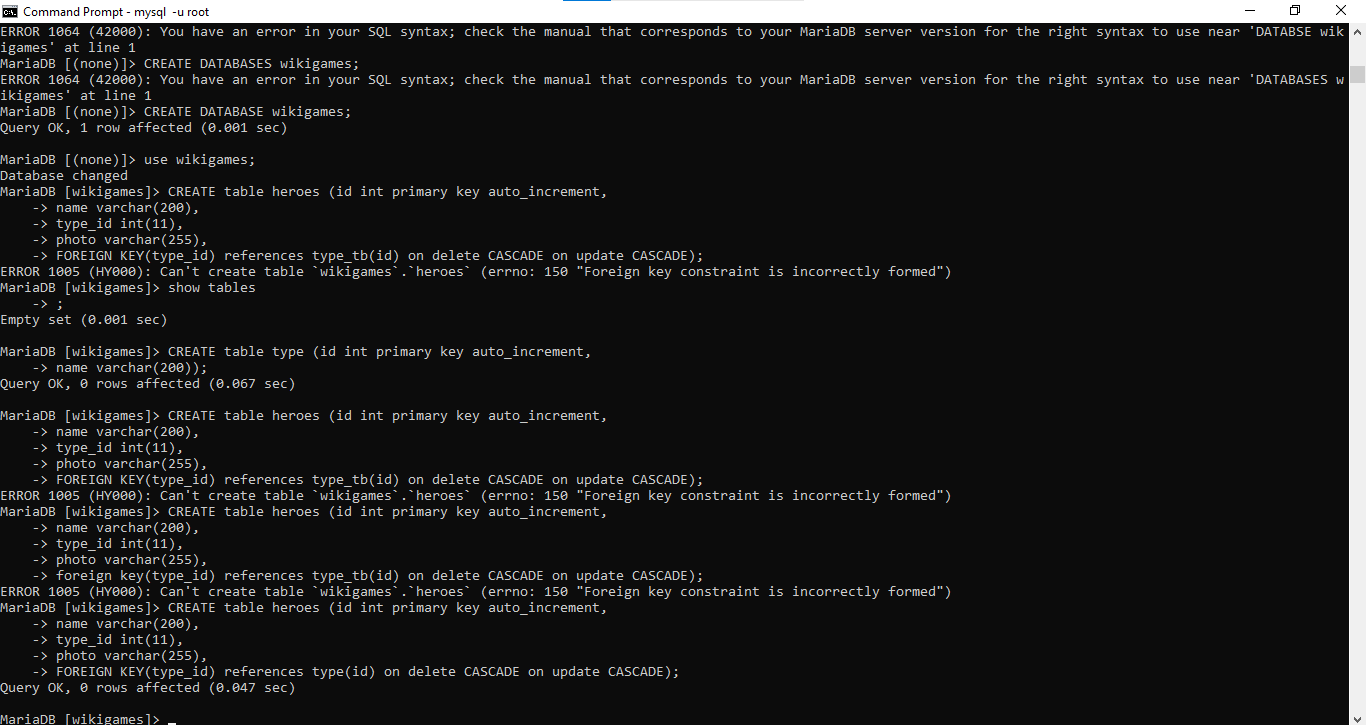 Command Prompt - mysql -u root
ERROR 1064 (42000): You have an error in your SQL syntax; check the manual that corresponds to your MariaDB server version for the right syntax to use near 'DATABSE wik
igames' at line 1
MariaDB [(none)]> CREATE DATABASES wikigames;
ERROR 1064 (42000): You have an error in your SQL syntax; check the manual that corresponds to your MariaDB server version for the right syntax to use near 'DATABASES w
ikigames' at line 1
MariaDB [(none)]> CREATE DATABASE wikigames;
Query OK, 1 row affected (0.001 sec)
MariaDB [(none)]> use wikigames;
Database changed
MariaDB [wikigames]> CREATE table heroes (id int primary key auto_increment,
    -> name varchar(200),
    -> type_id int(11),
    -> photo varchar(255),
    -> FOREIGN KEY(type_id) references type_tb(id) on delete CASCADE on update CASCADE);
ERROR 1005 (HY000): Can't create table `wikigames`.`heroes` (errno: 150 "Foreign key constraint is incorrectly formed")
MariaDB [wikigames]> show tables
    -> ;
Empty set (0.001 sec)
MariaDB [wikigames]> CREATE table type (id int primary key auto_increment,
    -> name varchar(200));
Query OK, 0 rows affected (0.067 sec)
MariaDB [wikigames]> CREATE table heroes (id int primary key auto_increment,
    -> name varchar(200),
    -> type_id int(11),
    -> photo varchar(255),
    -> FOREIGN KEY(type_id) references type_tb(id) on delete CASCADE on update CASCADE);
ERROR 1005 (HY000): Can't create table `wikigames`.`heroes` (errno: 150 "Foreign key constraint is incorrectly formed")
MariaDB [wikigames]> CREATE table heroes (id int primary key auto_increment,
    -> name varchar(200),
    -> type_id int(11),
    -> photo varchar(255),
    -> foreign key(type_id) references type_tb(id) on delete CASCADE on update CASCADE);
ERROR 1005 (HY000): Can't create table `wikigames`.`heroes` (errno: 150 "Foreign key constraint is incorrectly formed")
MariaDB [wikigames]> CREATE table heroes (id int primary key auto_increment,
    -> name varchar(200),
    -> type_id int(11),
    -> photo varchar(255),
    -> FOREIGN KEY(type_id) references type(id) on delete CASCADE on update CASCADE);
Query OK, 0 rows affected (0.047 sec)
MariaDB [wikigames]> _